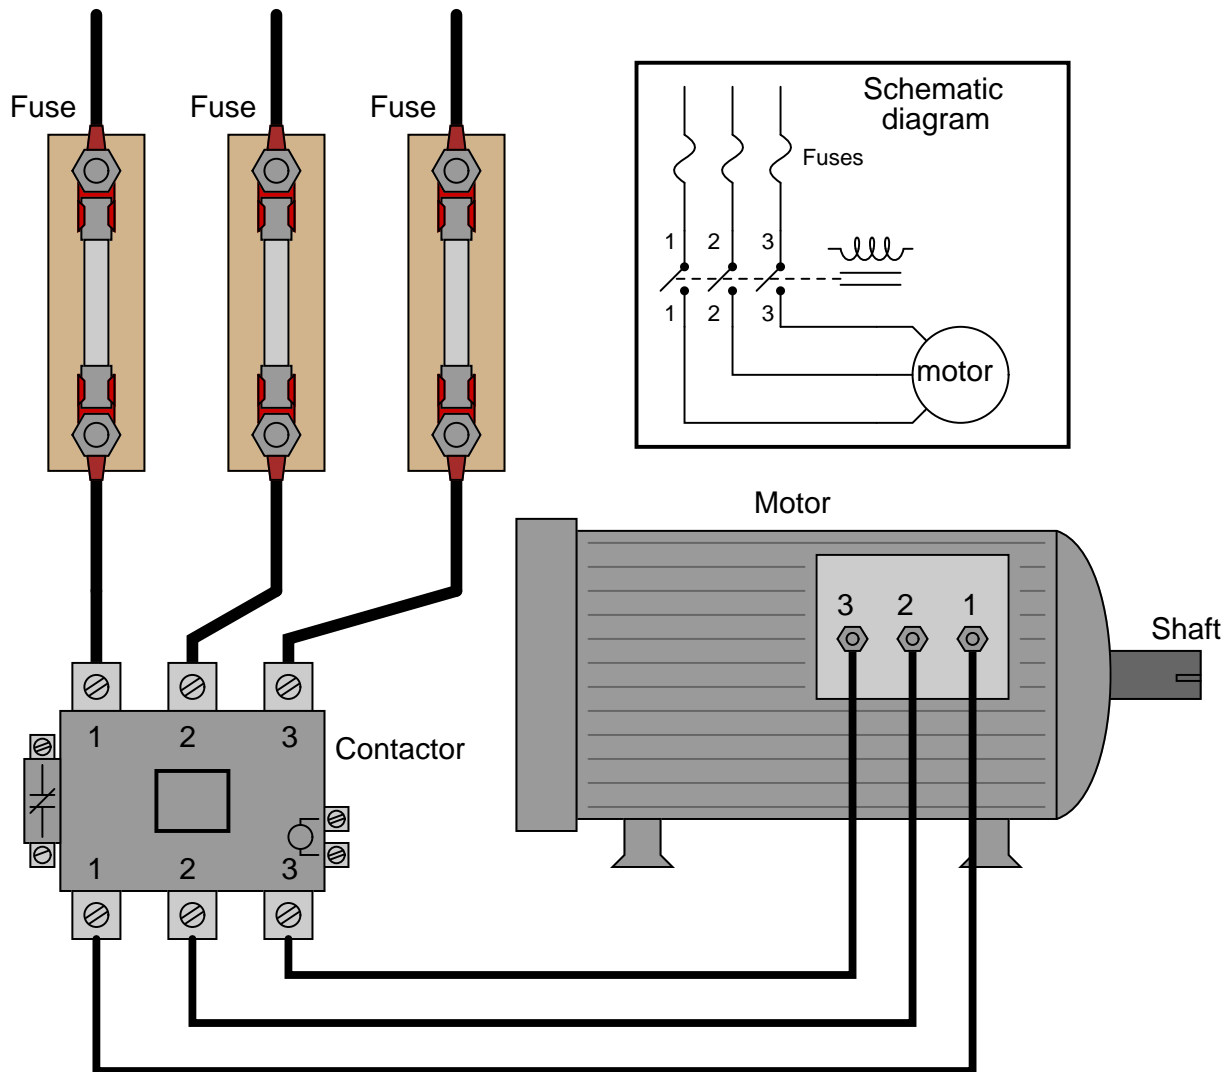 Fuse
Fuse
Fuse
Schematic
diagram
Fuses
1
2
3
1
2
3
motor
Motor
3
2
1
Shaft
1
2
3
Contactor
1
2
3